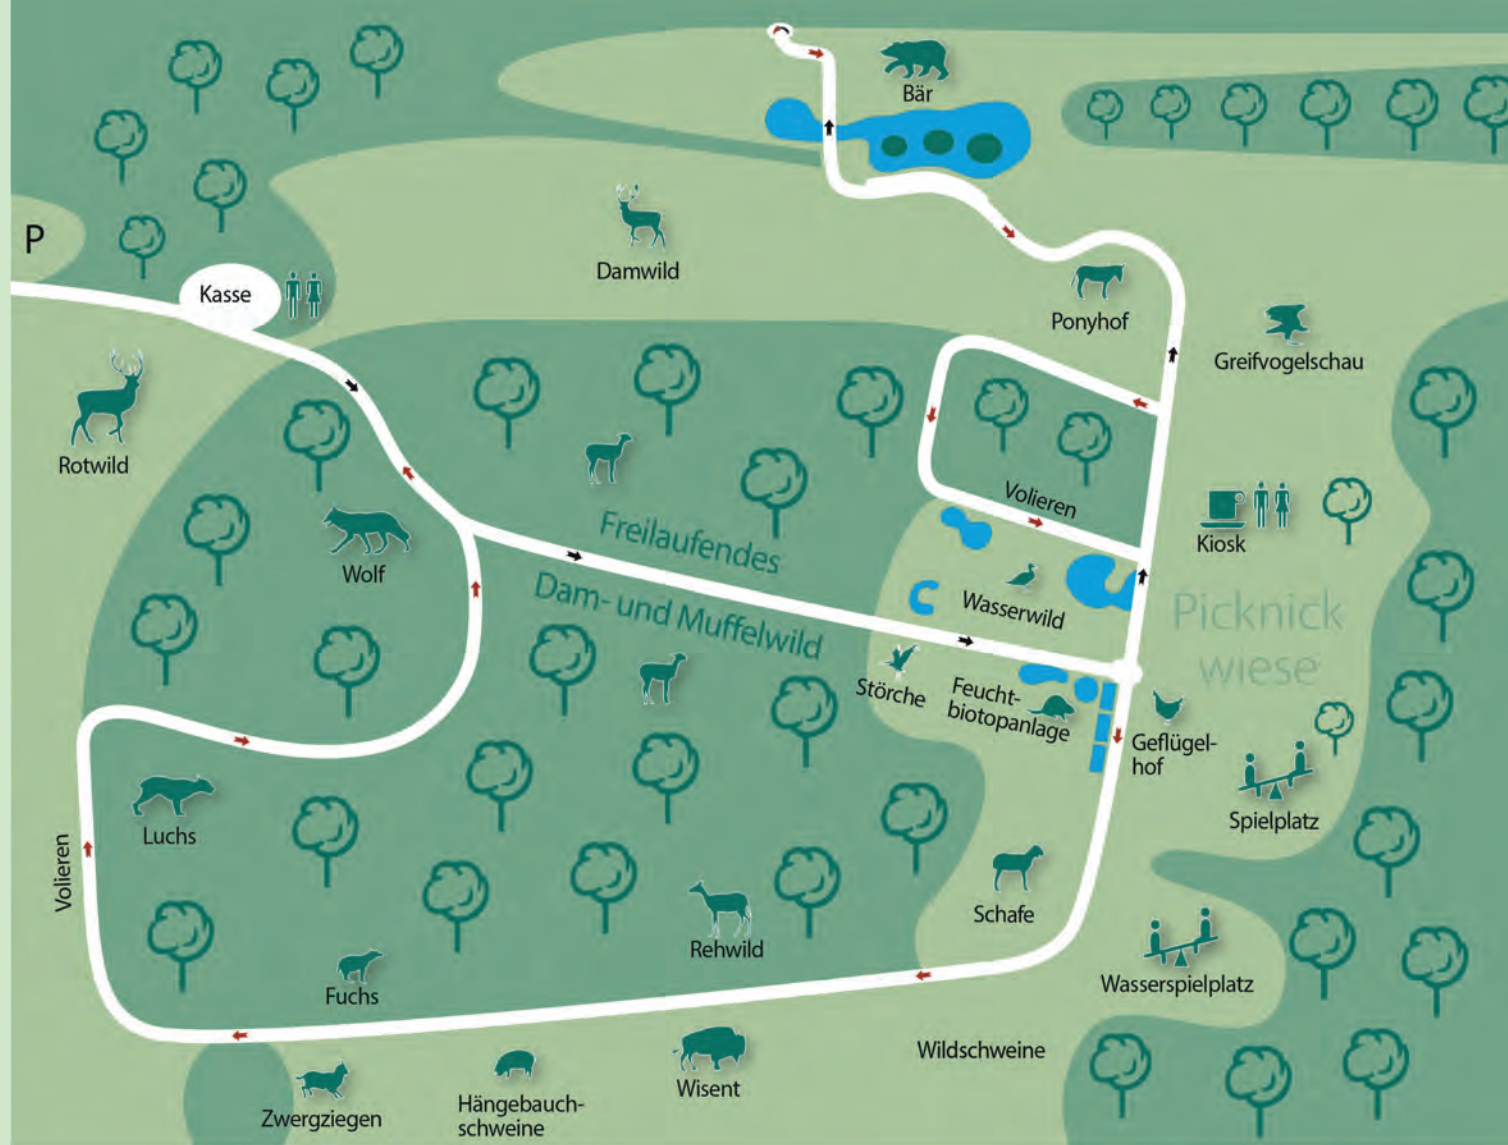 Bär
P
Damwild
Kasse
Ponyhof
Greifvogelschau
Rotwild
Volieren
Freilaufendes
Dam- und Muffelwild
Kiosk
Wolf
Wasserwild
Picknick
wiese
Störche
Feucht-
biotopanlage
Geflügel-
hof
Spielplatz
Luchs
Volieren
Schafe
Rehwild
Fuchs
Wasserspielplatz
Wildschweine
Wisent
Zwergziegen
Hängebauch-
schweine